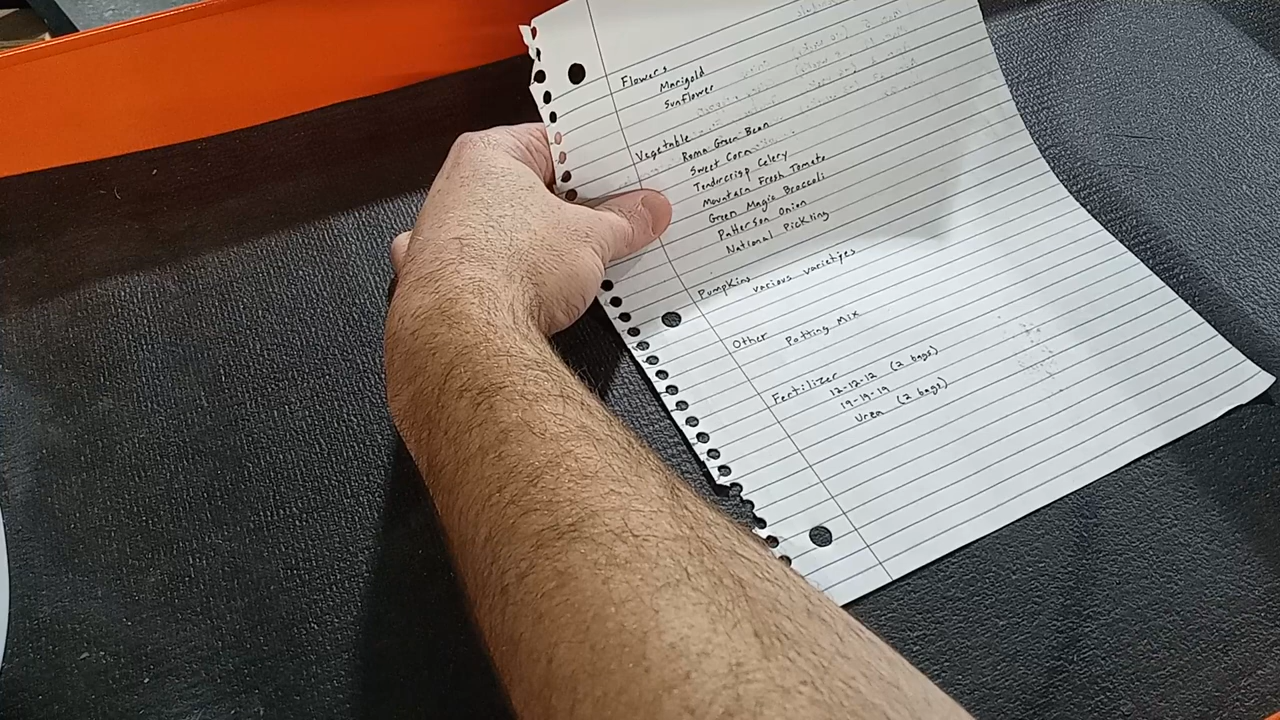 Flowers
Marigold
Sunflower
Vegetable
Roma Green Bean
Sweet Corn
Tendercrisp Celery
Mountain Fresh Tomato
Green Magic Broccoli
Patterson Onion
National Pickling
Pumpkins
various varieties
Other
Potting Mix
Fertilizer
12-12-12 (2 bags)
19-19-19
Urea (2 bags)